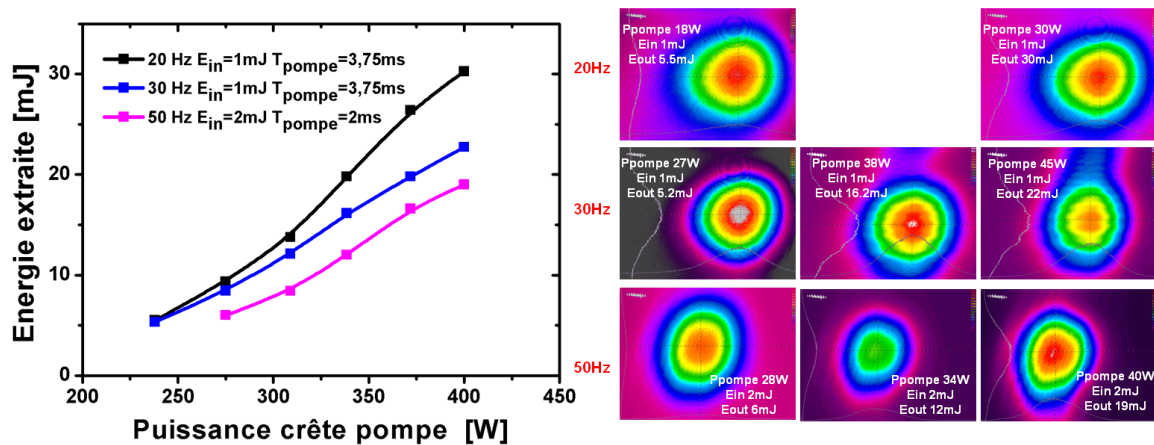 Energie extraite [mJ]
30
20
10
0
20 Hz E_in=1mJ T_pompe=3,75ms
30 Hz E_in=1mJ T_pompe=3,75ms
50 Hz E_in=2mJ T_pompe=2ms
200 250 300 350 400 450
Puissance crête pompe [W]
20Hz
Ppompe 18W
Ein 1mJ
Eout 5.5mJ
Ppompe 30W
Ein 1mJ
Eout 30mJ
30Hz
Ppompe 27W
Ein 1mJ
Eout 5.2mJ
Ppompe 38W
Ein 1mJ
Eout 16.2mJ
Ppompe 45W
Ein 1mJ
Eout 22mJ
50Hz
Ppompe 28W
Ein 2mJ
Eout 6mJ
Ppompe 34W
Ein 2mJ
Eout 12mJ
Ppompe 40W
Ein 2mJ
Eout 19mJ